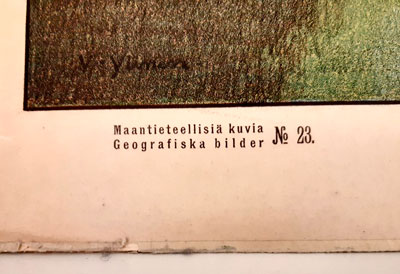 Maantieteellisiä kuvia
Geografiska bilder № 23.